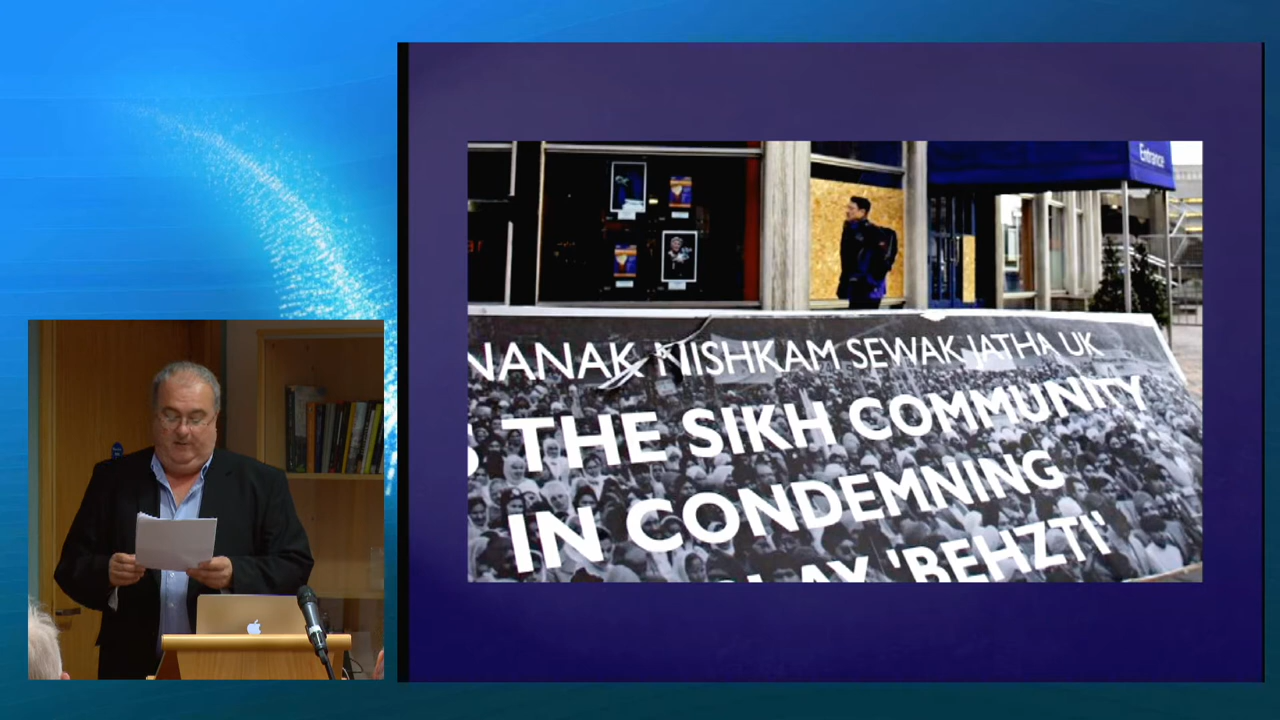 Entrance
NANAK NISHKAM SEWAK JATHA UK
THE SIKH COMMUNITY
IN CONDEMNING
'BEHZTI'